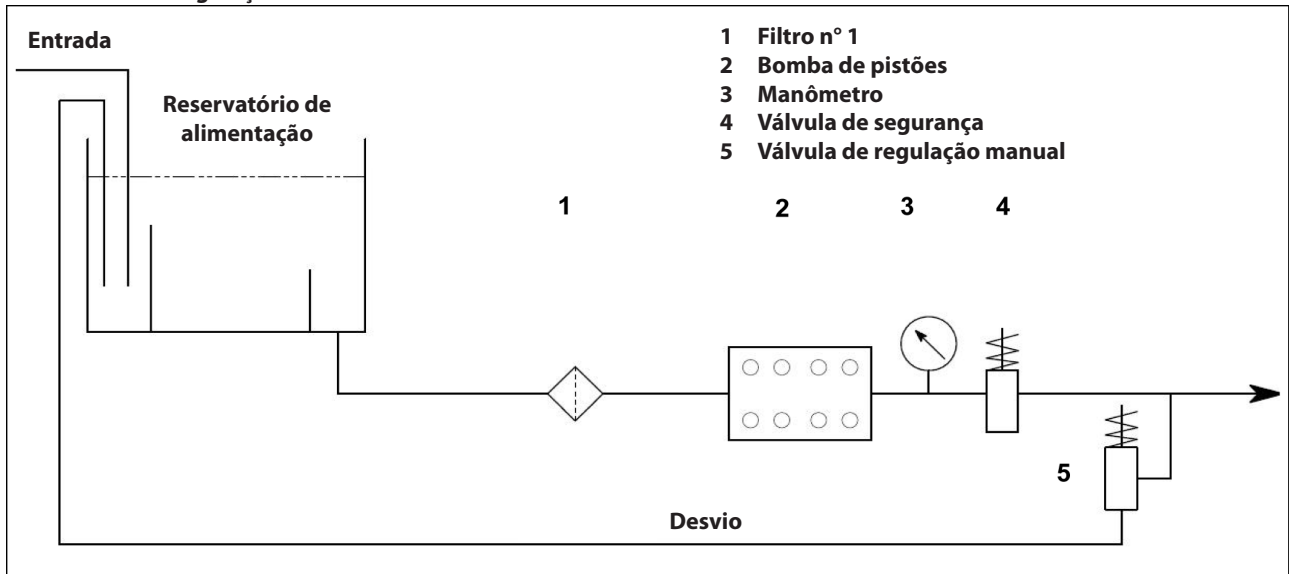 Entrada
Reservatório de
alimentação
1 Filtro n° 1
2 Bomba de pistões
3 Manômetro
4 Válvula de segurança
5 Válvula de regulação manual
1 2 3 4
5
Desvio